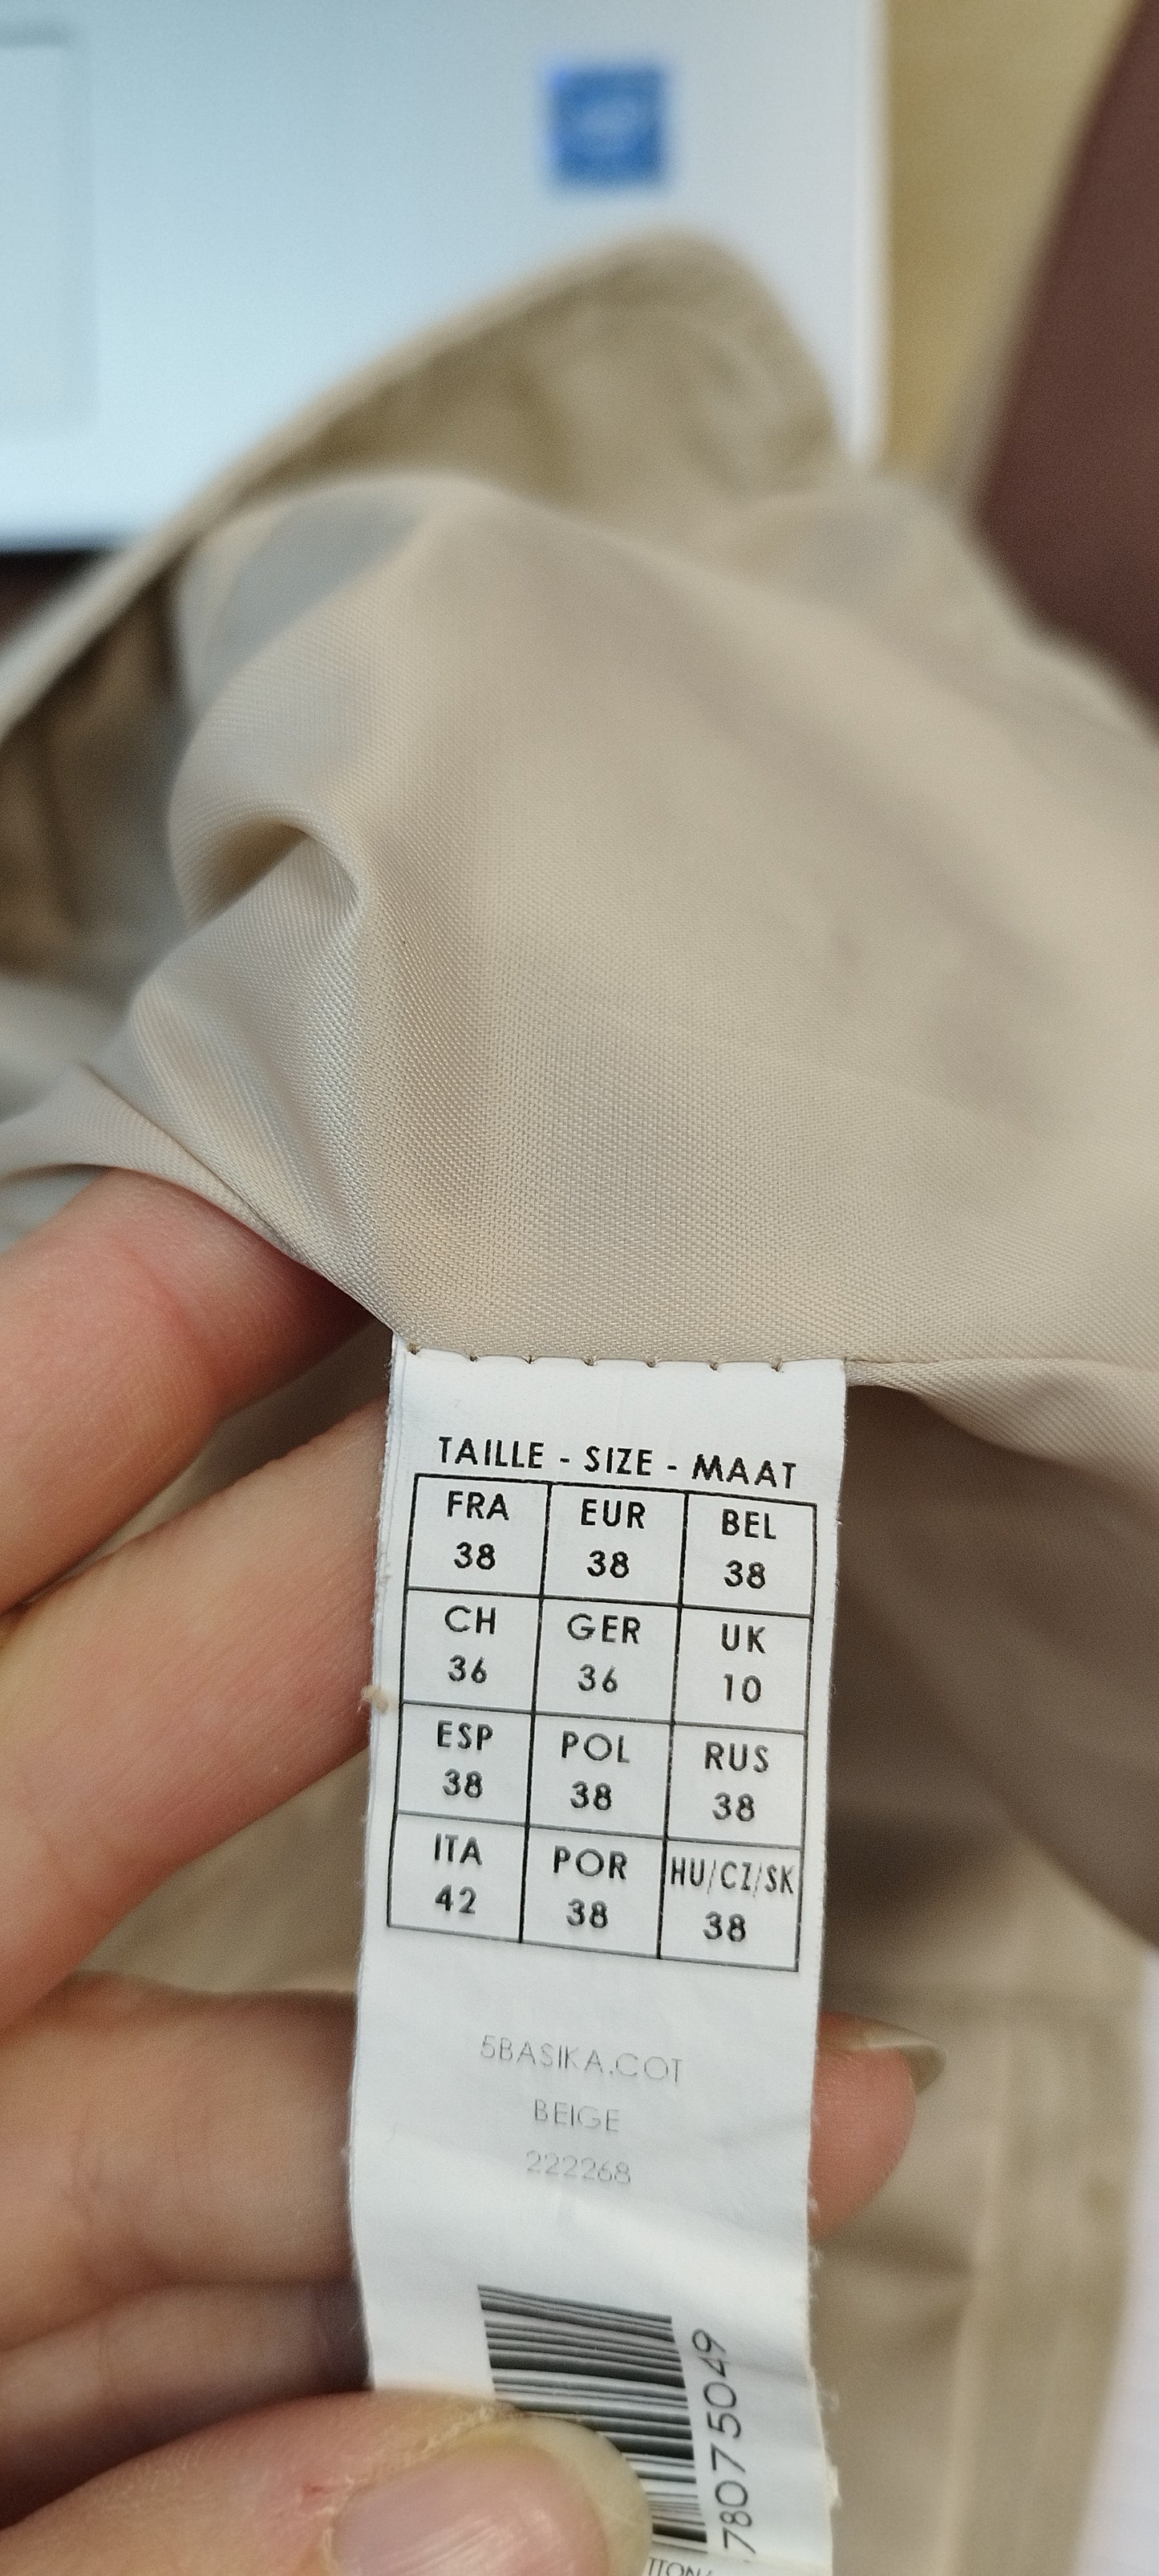 TAILLE - SIZE - MAAT
FRA EUR BEL
38 38 38
CH GER UK
36 36 10
ESP POL RUS
38 38 38
ITA POR HU/CZ/SK
42 38 38
5BASIKA.COT
BEIGE
222268
78075049